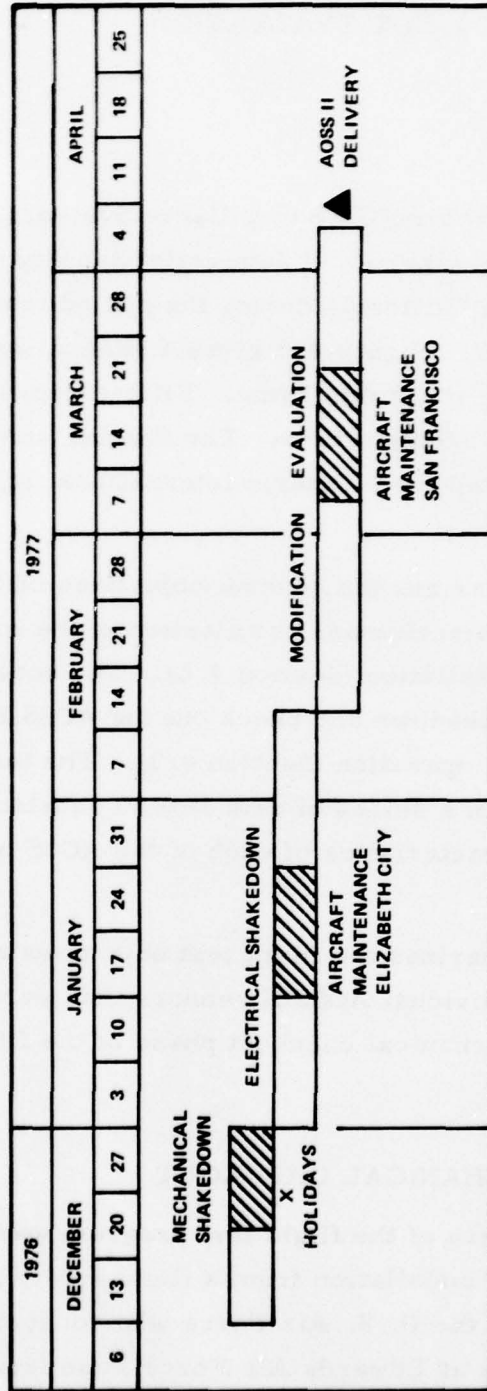 1976
1977
DECEMBER
JANUARY
FEBRUARY
MARCH
APRIL
6 13 20 27 3 10 17 24 31 7 14 21 28 7 14 21 28 4 11 18 25
MECHANICAL
SHAKEDOWN
X
HOLIDAYS
ELECTRICAL SHAKEDOWN
AIRCRAFT
MAINTENANCE
ELIZABETH CITY
MODIFICATION
EVALUATION
AIRCRAFT
MAINTENANCE
SAN FRANCISCO
AOSS II
DELIVERY